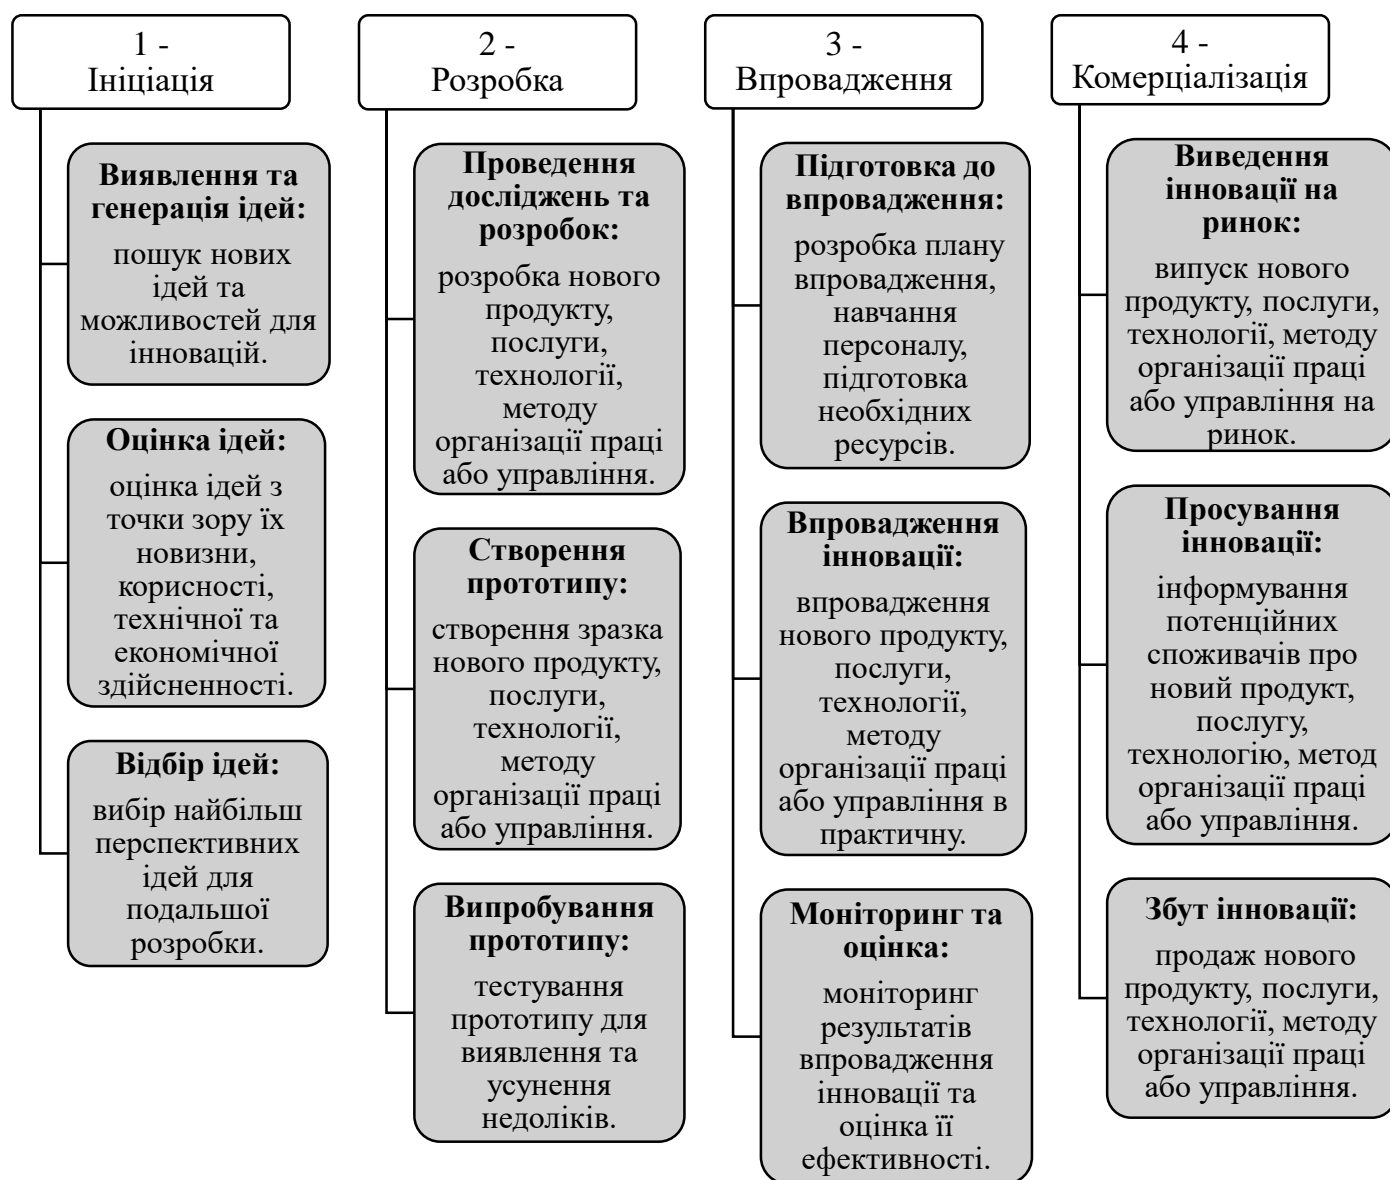 1 -
Ініціація
Виявлення та
генерація ідей:
пошук нових
ідей та
можливостей для
інновацій.
Оцінка ідей:
оцінка ідей з
точки зору їх
новизни,
корисності,
технічної та
економічної
здійсненності.
Відбір ідей:
вибір найбільш
перспективних
ідей для
подальшої
розробки.
2 -
Розробка
Проведення
досліджень та
розробок:
розробка нового
продукту,
послуги,
технології,
методу
організації праці
або управління.
Створення
прототипу:
створення зразка
нового продукту,
послуги,
технології,
методу
організації праці
або управління.
Випробування
прототипу:
тестування
прототипу для
виявлення та
усунення
недоліків.
3 -
Впровадження
Підготовка до
впровадження:
розробка плану
впровадження,
навчання
персоналу,
підготовка
необхідних
ресурсів.
Впровадження
інновації:
впровадження
нового продукту,
послуги,
технології,
методу
організації праці
або управління в
практичну.
Моніторинг та
оцінка:
моніторинг
результатів
впровадження
інновації та
оцінка її
ефективності.
4 -
Комерціалізація
Виведення
інновації на
ринок:
випуск нового
продукту, послуги,
технології, методу
організації праці
або управління на
ринок.
Просування
інновації:
інформування
потенційних
споживачів про
новий продукт,
послугу,
технологію, метод
організації праці
або управління.
Збут інновації:
продаж нового
продукту, послуги,
технології, методу
організації праці
або управління.